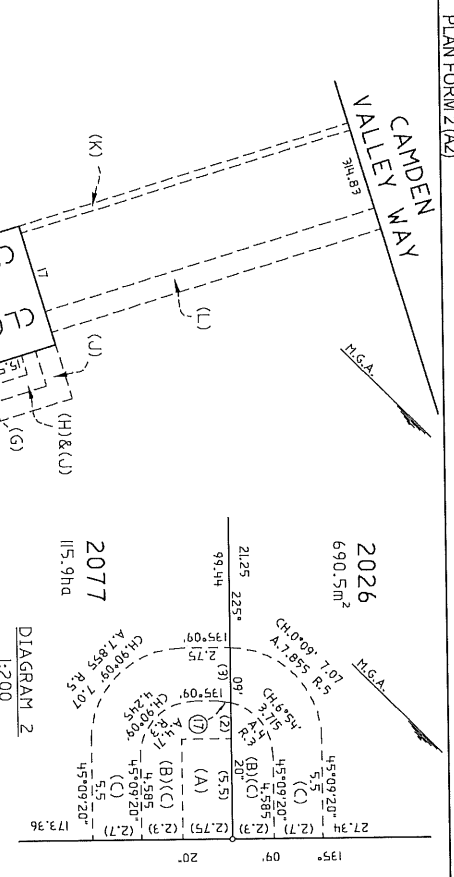 PLAN FORM 2 (A2)
CAMDEN
VALLEY WAY
314.83
(K)
(L)
17
CLO
(J)
(H)&(J)
(G)
M.G.A.
M.G.A.
2026
690.5m²
21.25
99.44
225°
09'
20"
2077
115.9ha
CH.0°09' 7.07
A.7.855 R.5
135°09'
2.75
(3)
135°09'
CH.90°09' 7.07
A.7.855 R.5
CH.6°54'
3.715
A.4
R.3
CH.90°09'
4.245
A.4.71
R.3
(2)
(17)
(5.5)
(A)
(B)(C)
4.585
45°09'20"
(C)
5.5
45°09'20"
(B)(C)
4.585
45°09'20"
(C)
5.5
45°09'20"
27.34
(2.7)
(2.3)
(2.75)
(2.3)
(2.7)
173.36
135°
09'
20"
DIAGRAM 2
1:200